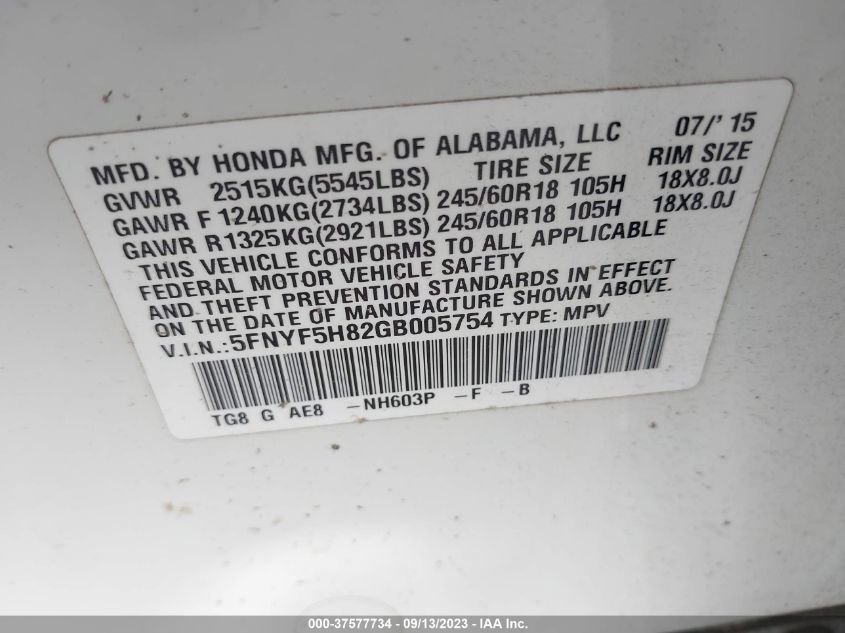 MFD. BY HONDA MFG. OF ALABAMA, LLC 07/' 15
GVWR 2515KG(5545LBS) TIRE SIZE RIM SIZE
GAWR F 1240KG(2734LBS) 245/60R18 105H 18X8.0J
GAWR R 1325KG(2921LBS) 245/60R18 105H 18X8.0J
THIS VEHICLE CONFORMS TO ALL APPLICABLE
FEDERAL MOTOR VEHICLE SAFETY
AND THEFT PREVENTION STANDARDS IN EFFECT
ON THE DATE OF MANUFACTURE SHOWN ABOVE.
V.I.N.:5FNYF5H82GB005754 TYPE: MPV
TG8 G AE8 -NH603P -F -B
000-37577734 - 09/13/2023 - IAA Inc.